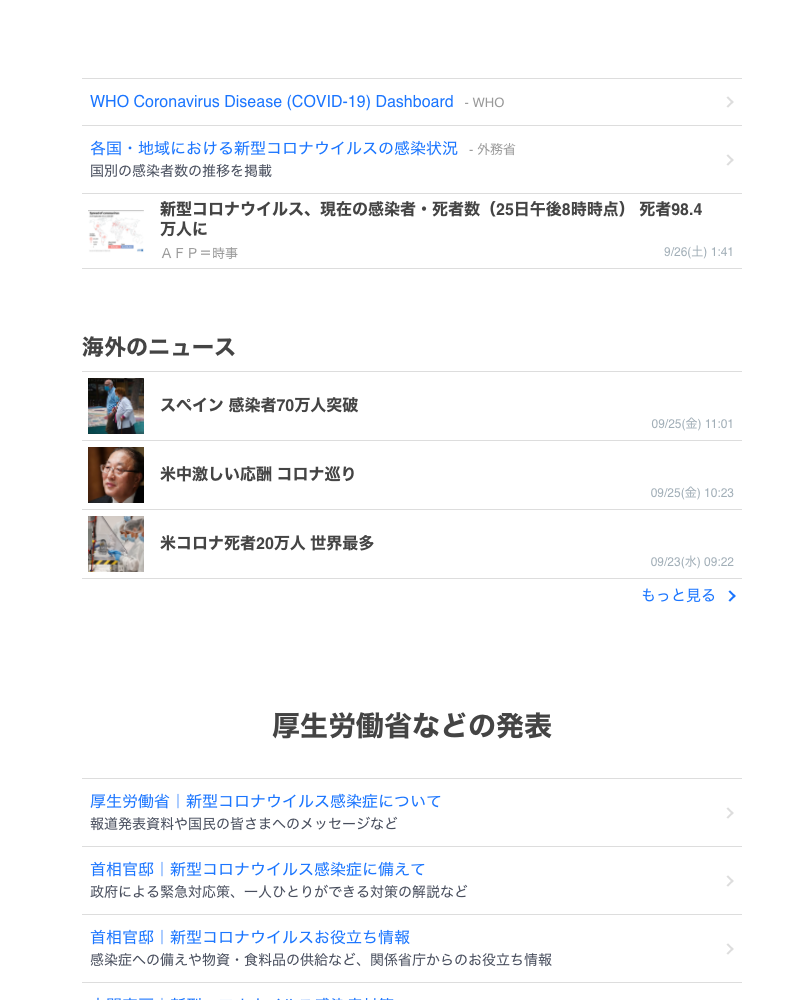 WHO Coronavirus Disease (COVID-19) Dashboard - WHO
各国・地域における新型コロナウイルスの感染状況 - 外務省
国別の感染者数の推移を掲載
新型コロナウイルス、現在の感染者・死者数（25日午後8時時点） 死者98.4
万人に
ＡＦＰ＝時事 9/26(土) 1:41
海外のニュース
スペイン 感染者70万人突破
09/25(金) 11:01
米中激しい応酬 コロナ巡り
09/25(金) 10:23
米コロナ死者20万人 世界最多
09/23(水) 09:22
もっと見る
厚生労働省などの発表
厚生労働省｜新型コロナウイルス感染症について
報道発表資料や国民の皆さまへのメッセージなど
首相官邸｜新型コロナウイルス感染症に備えて
政府による緊急対応策、一人ひとりができる対策の解説など
首相官邸｜新型コロナウイルスお役立ち情報
感染症への備えや物資・食料品の供給など、関係省庁からのお役立ち情報